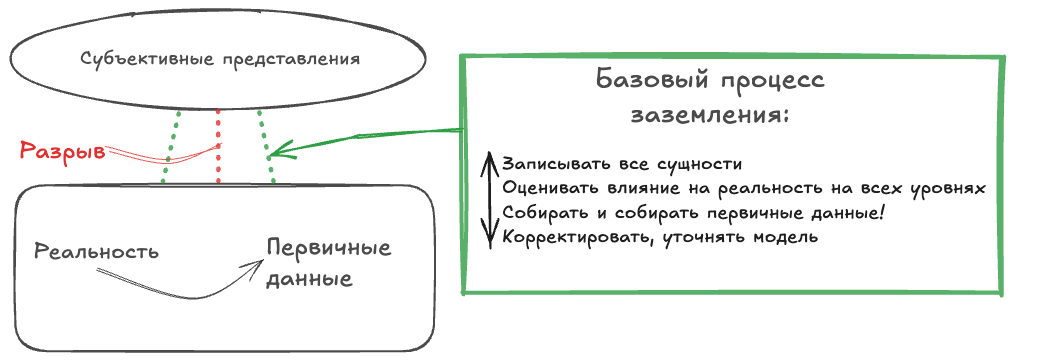 Субъективные представления
Разрыв
Реальность
Первичные
данные
Базовый процесс
заземления:
Записывать все сущности
Оценивать влияние на реальность на всех уровнях
Собирать и собирать первичные данные!
Корректировать, уточнять модель